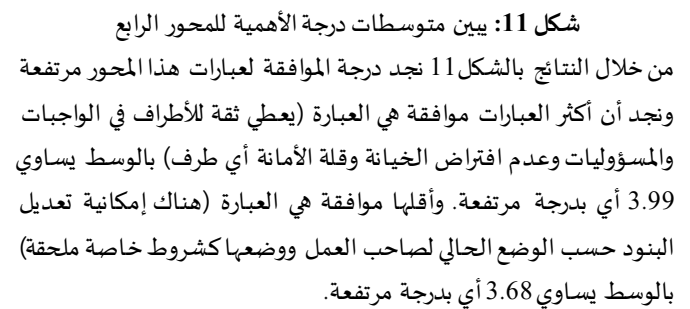 شكل 11: يبين متوسطات درجة الأهمية للمحور الرابع
من خلال النتائج بالشكل11 نجد درجة الموافقة لعبارات هذا المحور مرتفعة
ونجد أن أكثر العبارات موافقة هي العبارة (يعطي ثقة للأطراف في الواجبات
والمسؤوليات وعدم افتراض الخيانة وقلة الأمانة أي طرف) بالوسط يساوي
3.99 أي بدرجة مرتفعة. وأقلها موافقة هي العبارة (هناك إمكانية تعديل
البنود حسب الوضع الحالي لصاحب العمل ووضعها كشروط خاصة ملحقة)
بالوسط يساوي 3.68 أي بدرجة مرتفعة.